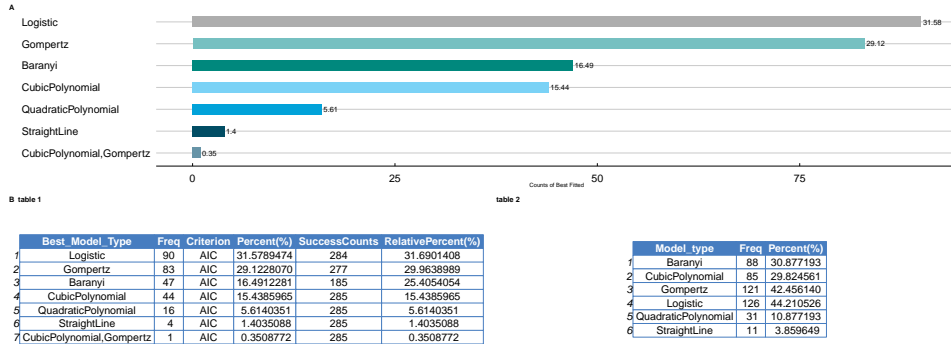 A
Logistic 31.58
Gompertz 29.12
Baranyi 16.49
CubicPolynomial 15.44
QuadraticPolynomial 5.61
StraightLine 1.4
CubicPolynomial,Gompertz 0.35
0 25 50 75
Counts of Best Fitted
B table 1
Best_Model_Type Freq Criterion Percent(%) SuccessCounts RelativePercent(%)
1 Logistic 90 AIC 31.5789474 284 31.6901408
2 Gompertz 83 AIC 29.1228070 277 29.9638989
3 Baranyi 47 AIC 16.4912281 185 25.4054054
4 CubicPolynomial 44 AIC 15.4385965 285 15.4385965
5 QuadraticPolynomial 16 AIC 5.6140351 285 5.6140351
6 StraightLine 4 AIC 1.4035088 285 1.4035088
7 CubicPolynomial,Gompertz 1 AIC 0.3508772 285 0.3508772
table 2
Model_type Freq Percent(%)
1 Baranyi 88 30.877193
2 CubicPolynomial 85 29.824561
3 Gompertz 121 42.456140
4 Logistic 126 44.210526
5 QuadraticPolynomial 31 10.877193
6 StraightLine 11 3.859649